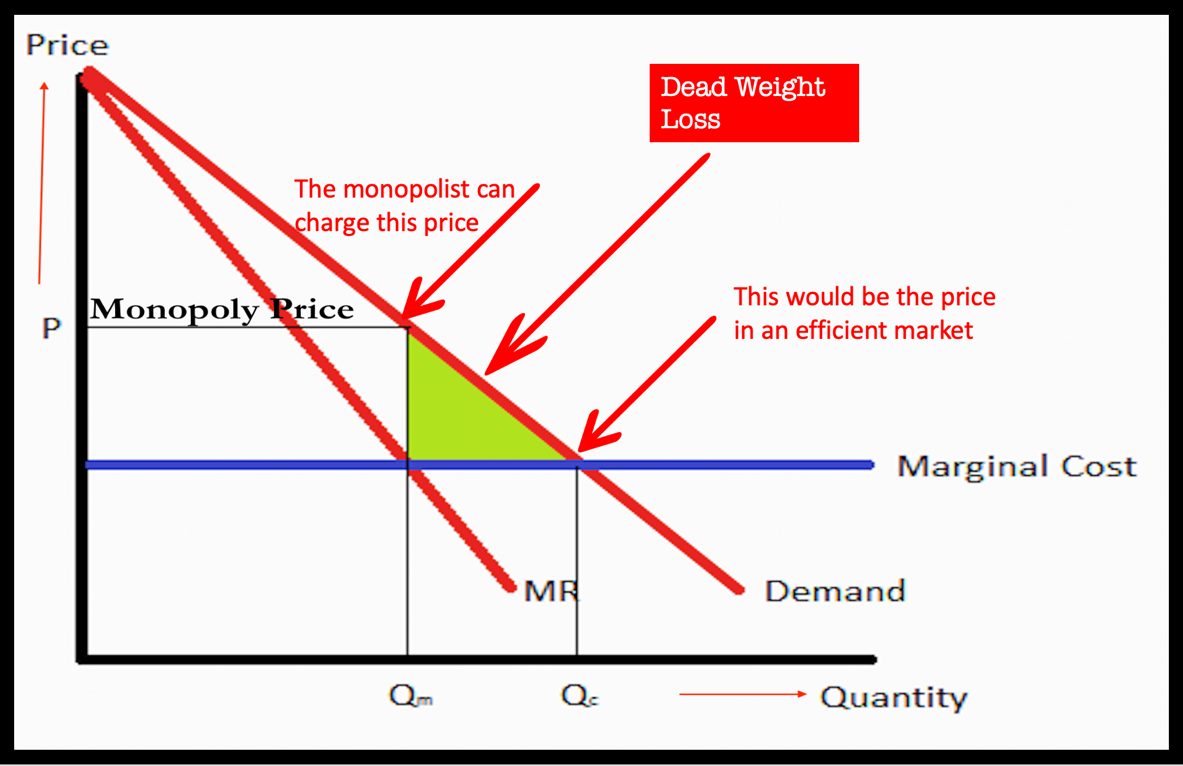 Price
Dead Weight
Loss
The monopolist can
charge this price
This would be the price
in an efficient market
Monopoly Price
P
Marginal Cost
MR
Demand
Qm
Qc
Quantity